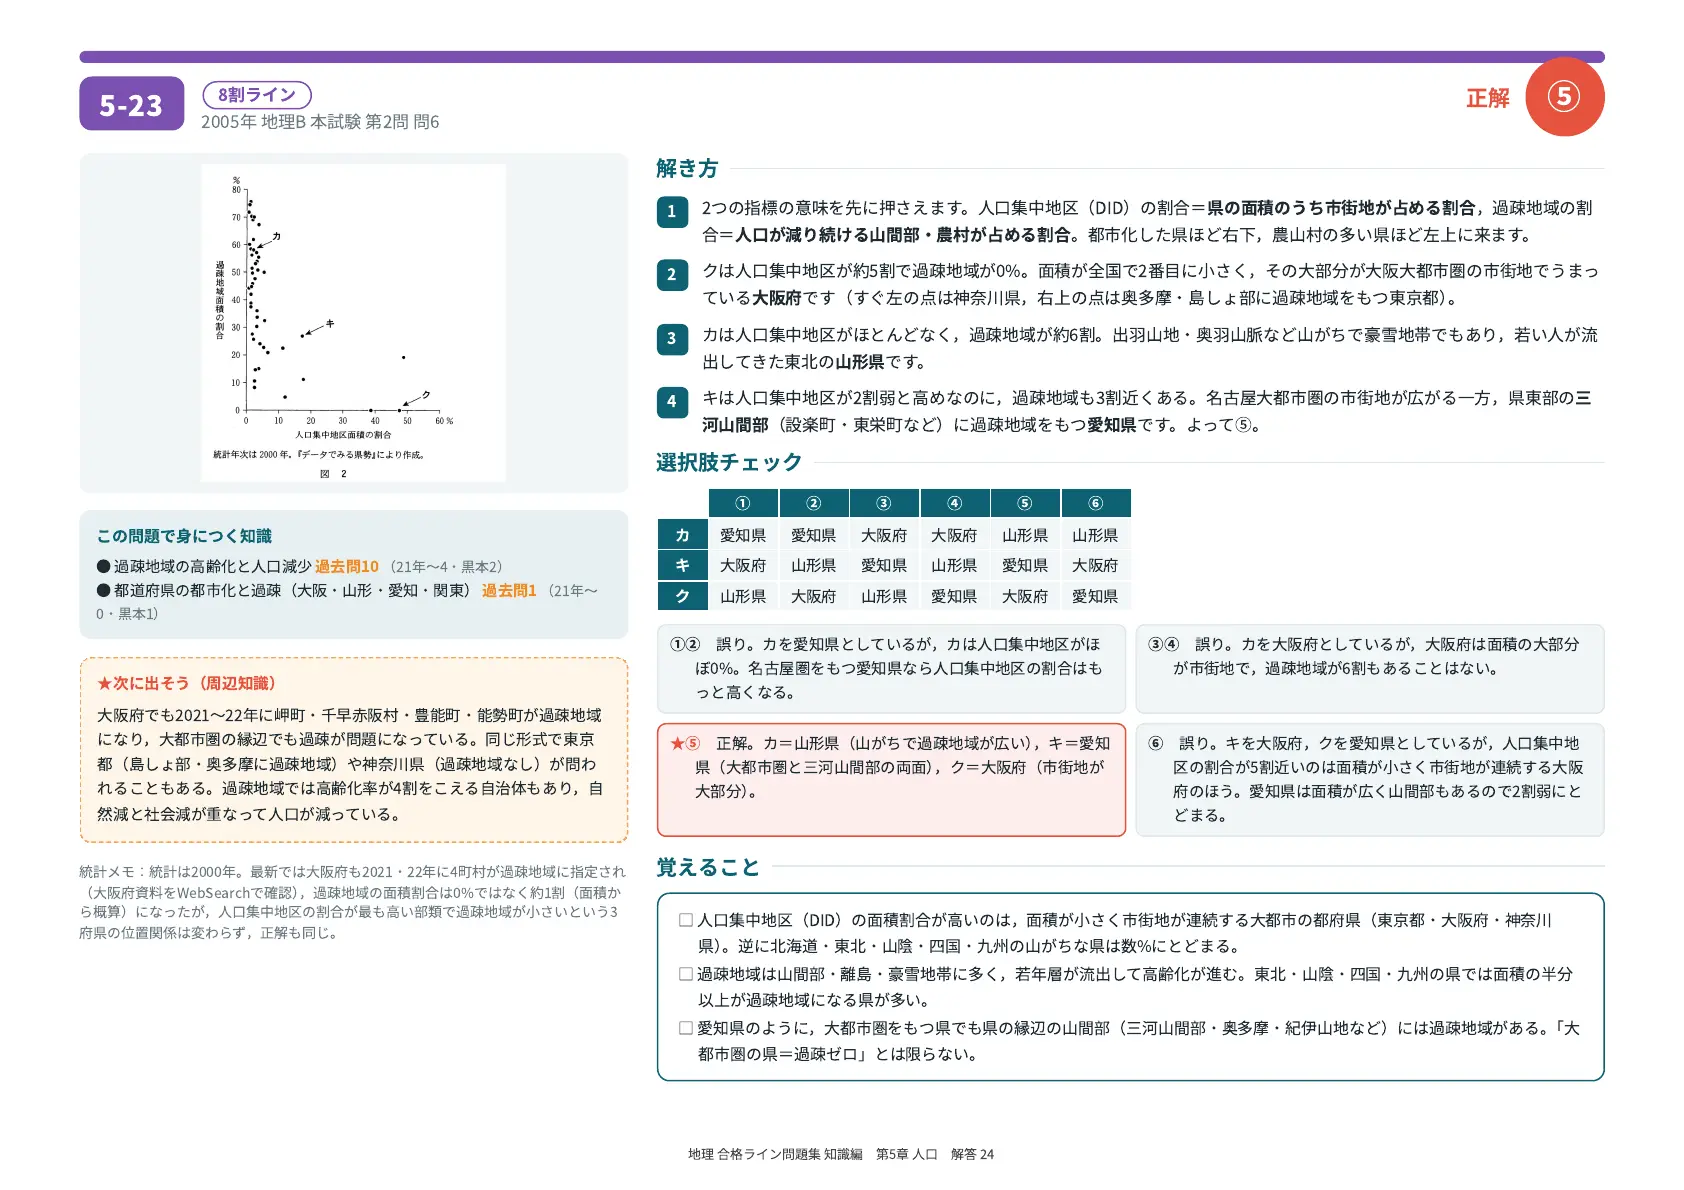 5-23
8割ライン
2005年 地理B 本試験 第2問 問6
正解
⑤
%
80
70
60
50
40
30
20
10
0
過疎地域面積の割合
カ
キ
ク
0 10 20 30 40 50 60 %
人口集中地区面積の割合
統計年次は 2000 年。『データでみる県勢』により作成。
図 2
この問題で身につく知識
● 過疎地域の高齢化と人口減少 過去問10 （21年〜4・黒本2）
● 都道府県の都市化と過疎（大阪・山形・愛知・関東） 過去問1 （21年〜
0・黒本1）
★次に出そう（周辺知識）
大阪府でも2021〜22年に岬町・千早赤阪村・豊能町・能勢町が過疎地域
になり，大都市圏の縁辺でも過疎が問題になっている。同じ形式で東京
都（島しょ部・奥多摩に過疎地域）や神奈川県（過疎地域なし）が問わ
れることもある。過疎地域では高齢化率が4割をこえる自治体もあり，自
然減と社会減が重なって人口が減っている。
統計メモ：統計は2000年。最新では大阪府も2021・22年に4町村が過疎地域に指定され
（大阪府資料をWebSearchで確認），過疎地域の面積割合は0%ではなく約1割（面積か
ら概算）になったが，人口集中地区の割合が最も高い部類で過疎地域が小さいという3
府県の位置関係は変わらず，正解も同じ。
解き方
1 2つの指標の意味を先に押さえます。人口集中地区（DID）の割合＝県の面積のうち市街地が占める割合，過疎地域の割
合＝人口が減り続ける山間部・農村が占める割合。都市化した県ほど右下，農山村の多い県ほど左上に来ます。
2 クは人口集中地区が約5割で過疎地域が0%。面積が全国で2番目に小さく，その大部分が大阪大都市圏の市街地でうまっ
ている大阪府です（すぐ左の点は神奈川県，右上の点は奥多摩・島しょ部に過疎地域をもつ東京都）。
3 カは人口集中地区がほとんどなく，過疎地域が約6割。出羽山地・奥羽山脈など山がちで豪雪地帯でもあり，若い人が流
出してきた東北の山形県です。
4 キは人口集中地区が2割弱と高めなのに，過疎地域も3割近くある。名古屋大都市圏の市街地が広がる一方，県東部の三
河山間部（設楽町・東栄町など）に過疎地域をもつ愛知県です。よって⑤。
選択肢チェック
① ② ③ ④ ⑤ ⑥
カ 愛知県 愛知県 大阪府 大阪府 山形県 山形県
キ 大阪府 山形県 愛知県 山形県 愛知県 大阪府
ク 山形県 大阪府 山形県 愛知県 大阪府 愛知県
①② 誤り。カを愛知県としているが，カは人口集中地区がほ
ぼ0%。名古屋圏をもつ愛知県なら人口集中地区の割合はも
っと高くなる。
③④ 誤り。カを大阪府としているが，大阪府は面積の大部分
が市街地で，過疎地域が6割もあることはない。
★⑤ 正解。カ＝山形県（山がちで過疎地域が広い），キ＝愛知
県（大都市圏と三河山間部の両面），ク＝大阪府（市街地が
大部分）。
⑥ 誤り。キを大阪府，クを愛知県としているが，人口集中地
区の割合が5割近いのは面積が小さく市街地が連続する大阪
府のほう。愛知県は面積が広く山間部もあるので2割弱にと
どまる。
覚えること
□ 人口集中地区（DID）の面積割合が高いのは，面積が小さく市街地が連続する大都市の都府県（東京都・大阪府・神奈川
県）。逆に北海道・東北・山陰・四国・九州の山がちな県は数%にとどまる。
□ 過疎地域は山間部・離島・豪雪地帯に多く，若年層が流出して高齢化が進む。東北・山陰・四国・九州の県では面積の半分
以上が過疎地域になる県が多い。
□ 愛知県のように，大都市圏をもつ県でも県の縁辺の山間部（三河山間部・奥多摩・紀伊山地など）には過疎地域がある。「大
都市圏の県＝過疎ゼロ」とは限らない。
地理 合格ライン問題集 知識編 第5章 人口 解答 24